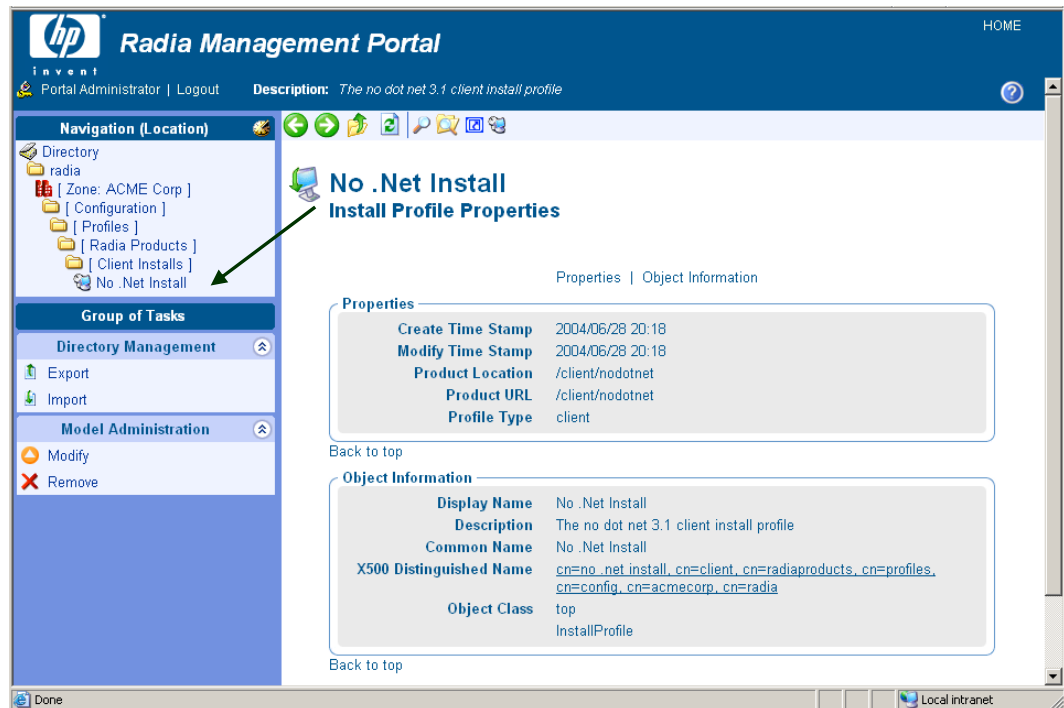 hp
invent
Radia Management Portal
HOME
Portal Administrator | Logout
Description: The no dot net 3.1 client install profile
Navigation (Location)
Directory
radia
[ Zone: ACME Corp ]
[ Configuration ]
[ Profiles ]
[ Radia Products ]
[ Client Installs ]
No .Net Install
Group of Tasks
Directory Management
Export
Import
Model Administration
Modify
Remove
No .Net Install
Install Profile Properties
Properties | Object Information
Properties
Create Time Stamp 2004/06/28 20:18
Modify Time Stamp 2004/06/28 20:18
Product Location /client/nodotnet
Product URL /client/nodotnet
Profile Type client
Back to top
Object Information
Display Name No .Net Install
Description The no dot net 3.1 client install profile
Common Name No .Net Install
X500 Distinguished Name cn=no .net install, cn=client, cn=radiaproducts, cn=profiles,
cn=config, cn=acmecorp, cn=radia
Object Class top
InstallProfile
Back to top
Done
Local intranet